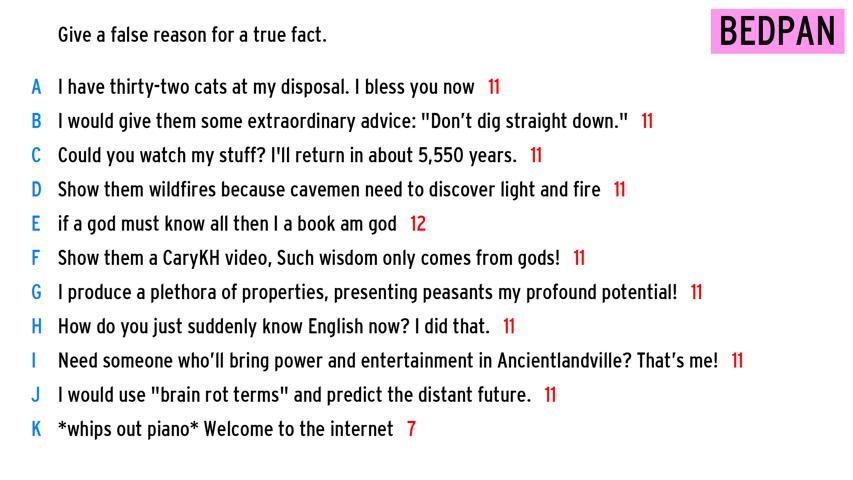 Give a false reason for a true fact.
BEDPAN
A I have thirty-two cats at my disposal. I bless you now 11
B I would give them some extraordinary advice: "Don't dig straight down." 11
C Could you watch my stuff? I'll return in about 5,550 years. 11
D Show them wildfires because cavemen need to discover light and fire 11
E if a god must know all then I a book am god 12
F Show them a CaryKH video, Such wisdom only comes from gods! 11
G I produce a plethora of properties, presenting peasants my profound potential! 11
H How do you just suddenly know English now? I did that. 11
I Need someone who'll bring power and entertainment in Ancientlandville? That's me! 11
J I would use "brain rot terms" and predict the distant future. 11
K *whips out piano* Welcome to the internet 7